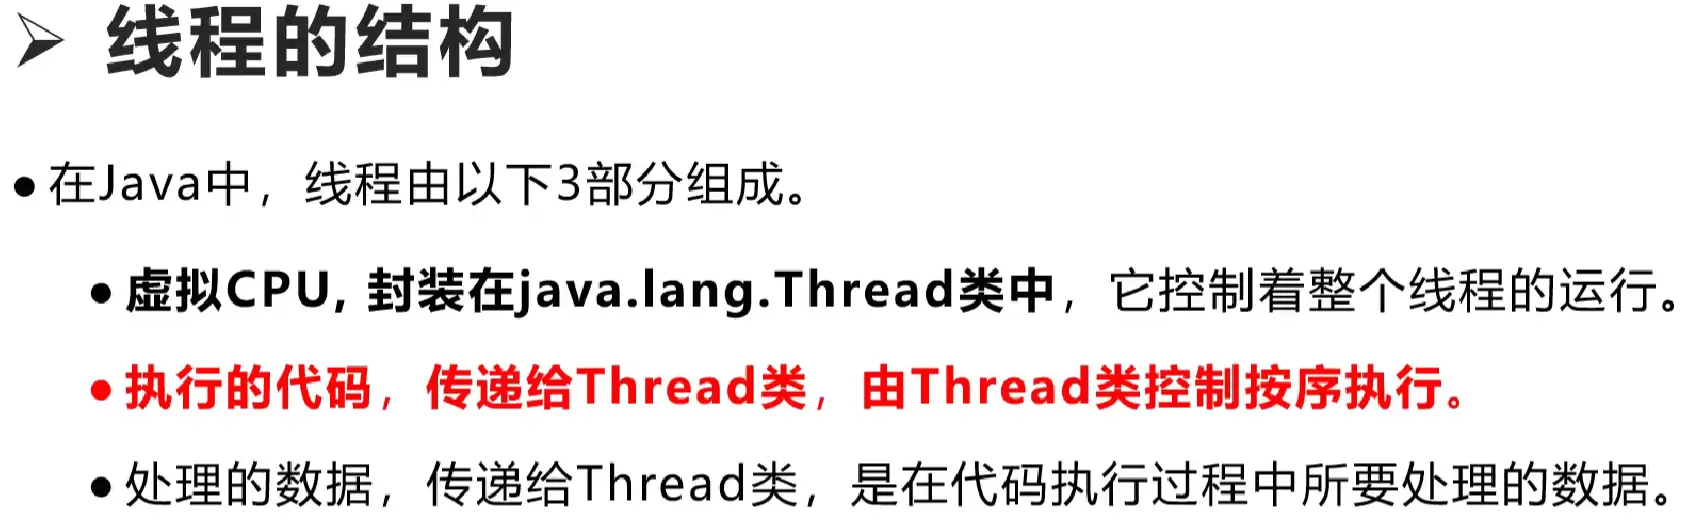 ➢ 线程的结构
● 在Java中，线程由以下3部分组成。
● 虚拟CPU, 封装在java.lang.Thread类中，它控制着整个线程的运行。
● 执行的代码，传递给Thread类，由Thread类控制按序执行。
● 处理的数据，传递给Thread类，是在代码执行过程中所要处理的数据。